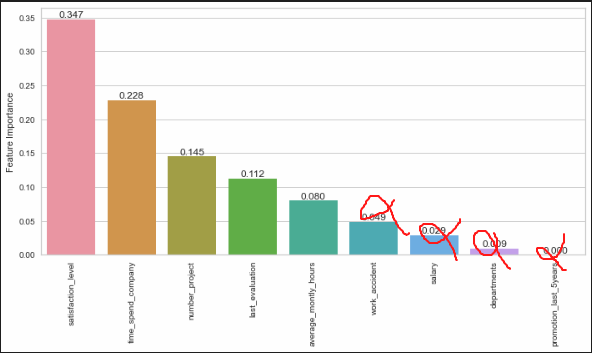 0.35
0.30
0.25
0.20
0.15
0.10
0.05
0.00
Feature Importance
0.347
0.228
0.145
0.112
0.080
0.049
0.029
0.009
0.000
satisfaction_level
time_spend_company
number_project
last_evaluation
average_montly_hours
work_accident
salary
departments
promotion_last_5years